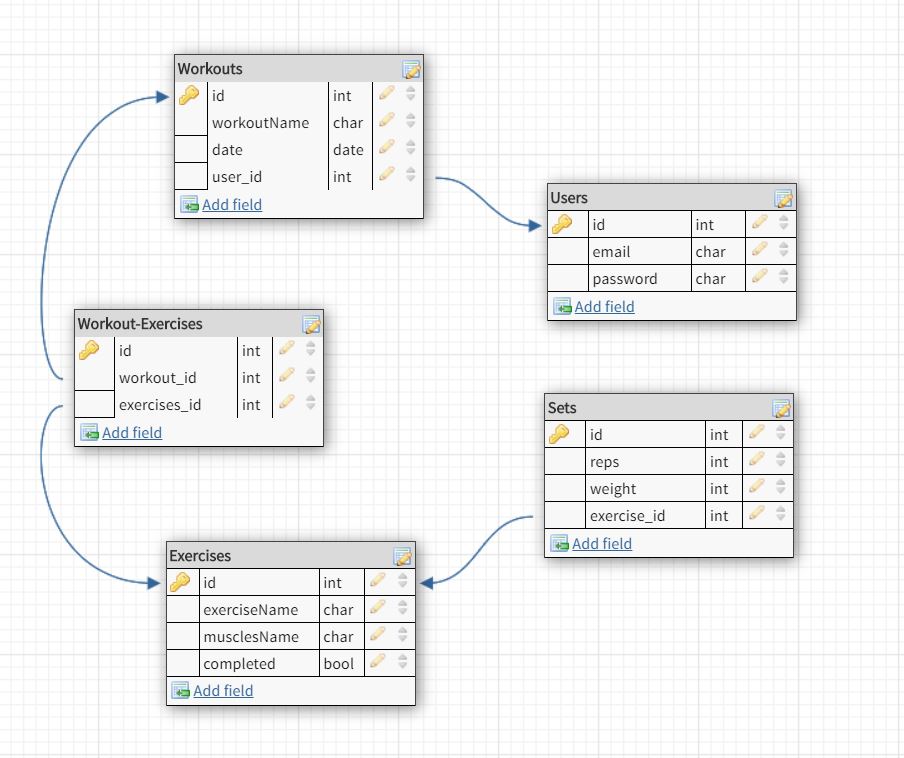 Workouts
id int
workoutName char
date date
user_id int
Add field
Users
id int
email char
password char
Add field
Workout-Exercises
id int
workout_id int
exercises_id int
Add field
Sets
id int
reps int
weight int
exercise_id int
Add field
Exercises
id int
exerciseName char
musclesName char
completed bool
Add field